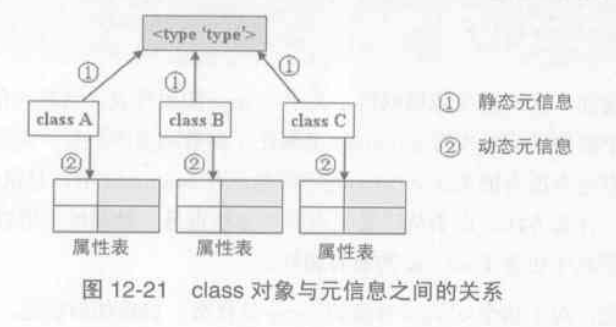 <type ‘type’>
①
①
①
class A
class B
class C
②
②
②
属性表
属性表
属性表
① 静态元信息
② 动态元信息
图 12-21 class 对象与元信息之间的关系